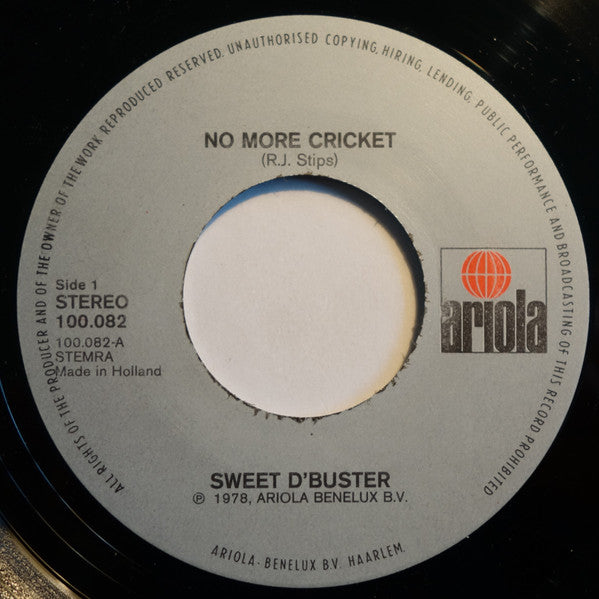 ALL RIGHTS OF THE PRODUCER AND OF THE OWNER OF THE WORK REPRODUCED RESERVED. UNAUTHORISED COPYING, HIRING, LENDING, PUBLIC PERFORMANCE AND BROADCASTING OF THIS RECORD PROHIBITED
NO MORE CRICKET
(R.J. Stips)
Side 1
STEREO
100.082
100.082-A
STEMRA
Made in Holland
ariola
SWEET D'BUSTER
℗ 1978, ARIOLA BENELUX B.V.
ARIOLA - BENELUX B.V. HAARLEM.